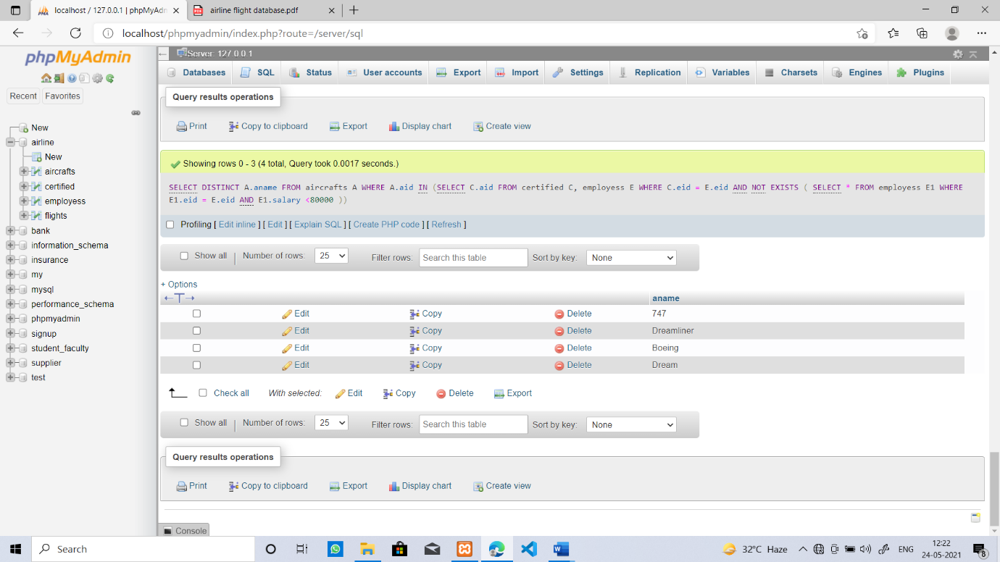 localhost / 127.0.0.1 | phpMyAdn
airline flight database.pdf
localhost/phpmyadmin/index.php?route=/server/sql
phpMyAdmin
Recent Favorites
New
airline
New
aircrafts
certified
employess
flights
bank
information_schema
insurance
my
mysql
performance_schema
phpmyadmin
signup
student_faculty
supplier
test
Server: 127.0.0.1
Databases SQL Status User accounts Export Import Settings Replication Variables Charsets Engines Plugins
Query results operations
Print Copy to clipboard Export Display chart Create view
Showing rows 0 - 3 (4 total, Query took 0.0017 seconds.)
SELECT DISTINCT A.aname FROM aircrafts A WHERE A.aid IN (SELECT C.aid FROM certified C, employess E WHERE C.eid = E.eid AND NOT EXISTS ( SELECT * FROM employess E1 WHERE
E1.eid = E.eid AND E1.salary <80000 ))
Profiling [ Edit inline ] [ Edit ] [ Explain SQL ] [ Create PHP code ] [ Refresh ]
Show all | Number of rows: 25 Filter rows: Search this table Sort by key: None
+ Options
←T→ aname
Edit Copy Delete 747
Edit Copy Delete Dreamliner
Edit Copy Delete Boeing
Edit Copy Delete Dream
Check all With selected: Edit Copy Delete Export
Show all | Number of rows: 25 Filter rows: Search this table Sort by key: None
Query results operations
Print Copy to clipboard Export Display chart Create view
Console
Search
32°C Haze ENG 12:22
24-05-2021
8